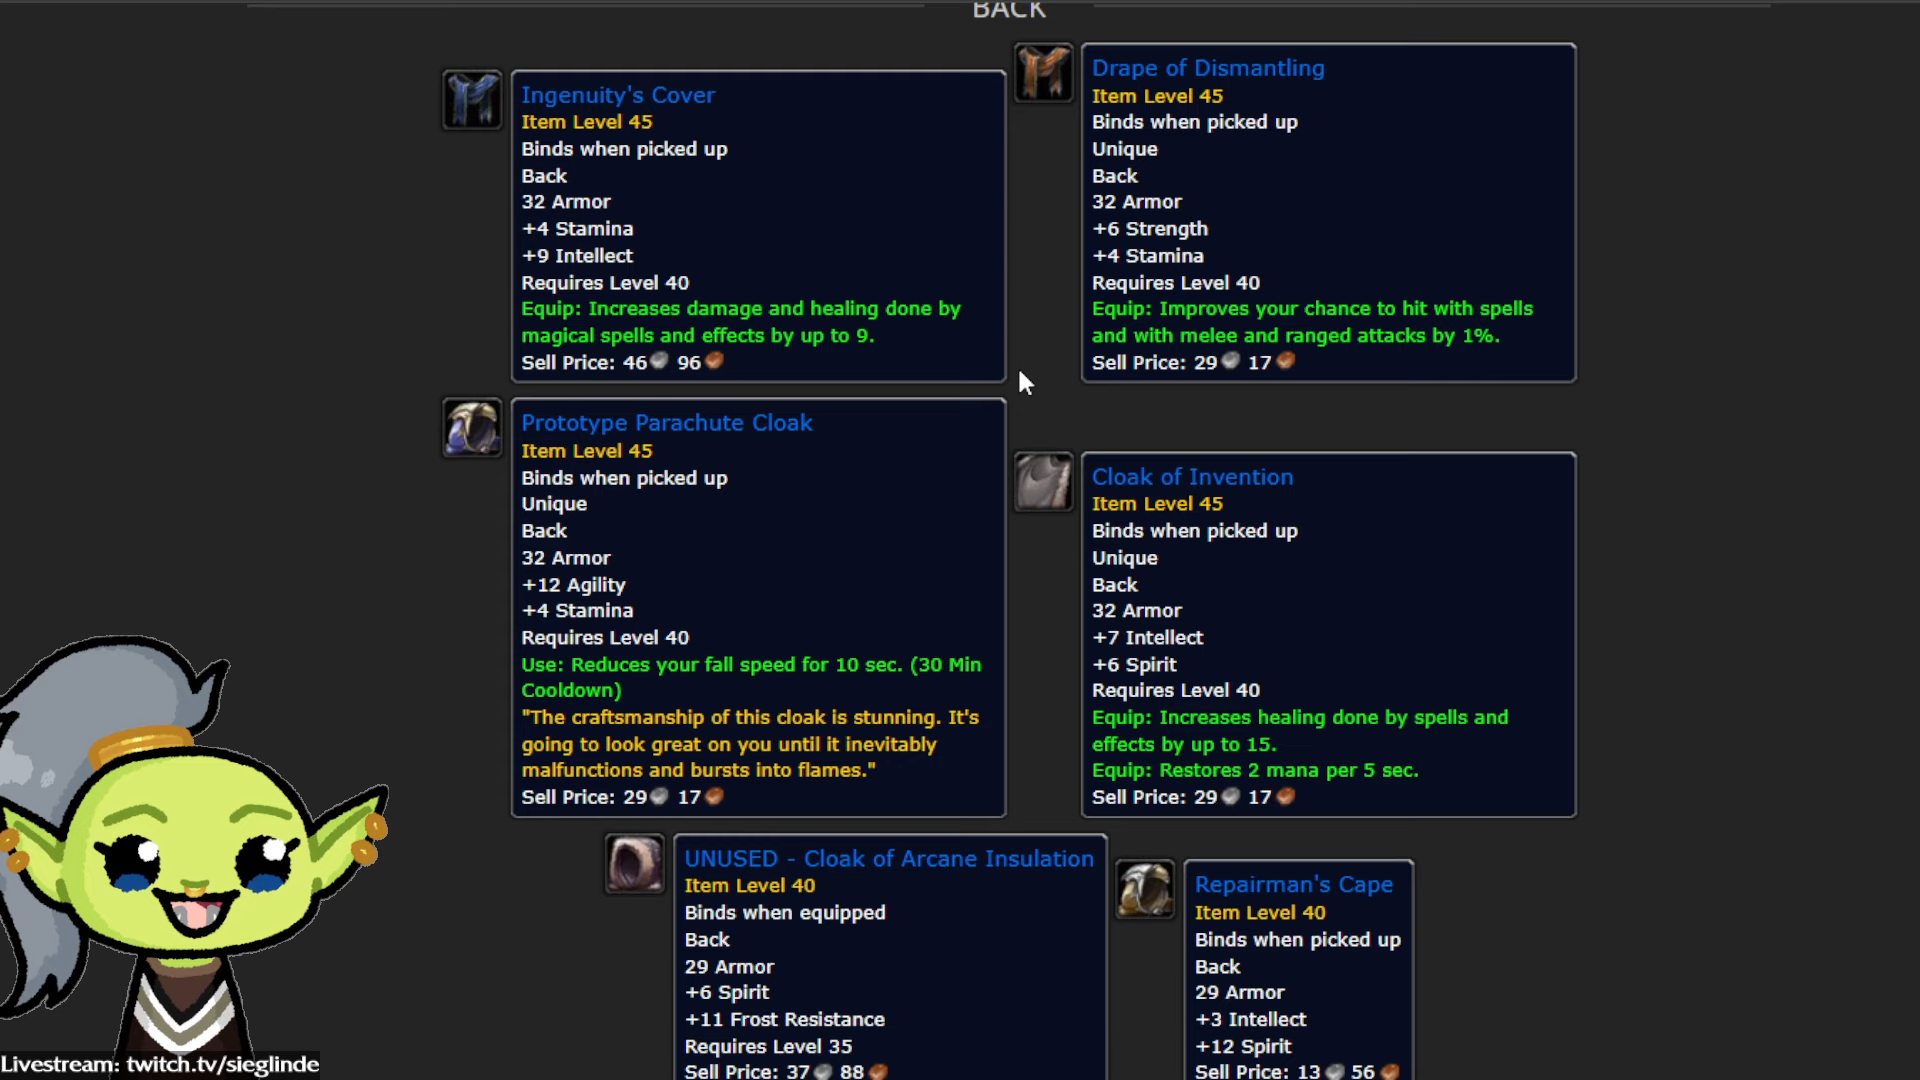 BACK
Ingenuity's Cover
Item Level 45
Binds when picked up
Back
32 Armor
+4 Stamina
+9 Intellect
Requires Level 40
Equip: Increases damage and healing done by
magical spells and effects by up to 9.
Sell Price: 46 96
Drape of Dismantling
Item Level 45
Binds when picked up
Unique
Back
32 Armor
+6 Strength
+4 Stamina
Requires Level 40
Equip: Improves your chance to hit with spells
and with melee and ranged attacks by 1%.
Sell Price: 29 17
Prototype Parachute Cloak
Item Level 45
Binds when picked up
Unique
Back
32 Armor
+12 Agility
+4 Stamina
Requires Level 40
Use: Reduces your fall speed for 10 sec. (30 Min
Cooldown)
"The craftsmanship of this cloak is stunning. It's
going to look great on you until it inevitably
malfunctions and bursts into flames."
Sell Price: 29 17
Cloak of Invention
Item Level 45
Binds when picked up
Unique
Back
32 Armor
+7 Intellect
+6 Spirit
Requires Level 40
Equip: Increases healing done by spells and
effects by up to 15.
Equip: Restores 2 mana per 5 sec.
Sell Price: 29 17
UNUSED - Cloak of Arcane Insulation
Item Level 40
Binds when equipped
Back
29 Armor
+6 Spirit
+11 Frost Resistance
Requires Level 35
Sell Price: 37 88
Repairman's Cape
Item Level 40
Binds when picked up
Back
29 Armor
+3 Intellect
+12 Spirit
Sell Price: 13 56
Livestream: twitch.tv/sieglinde